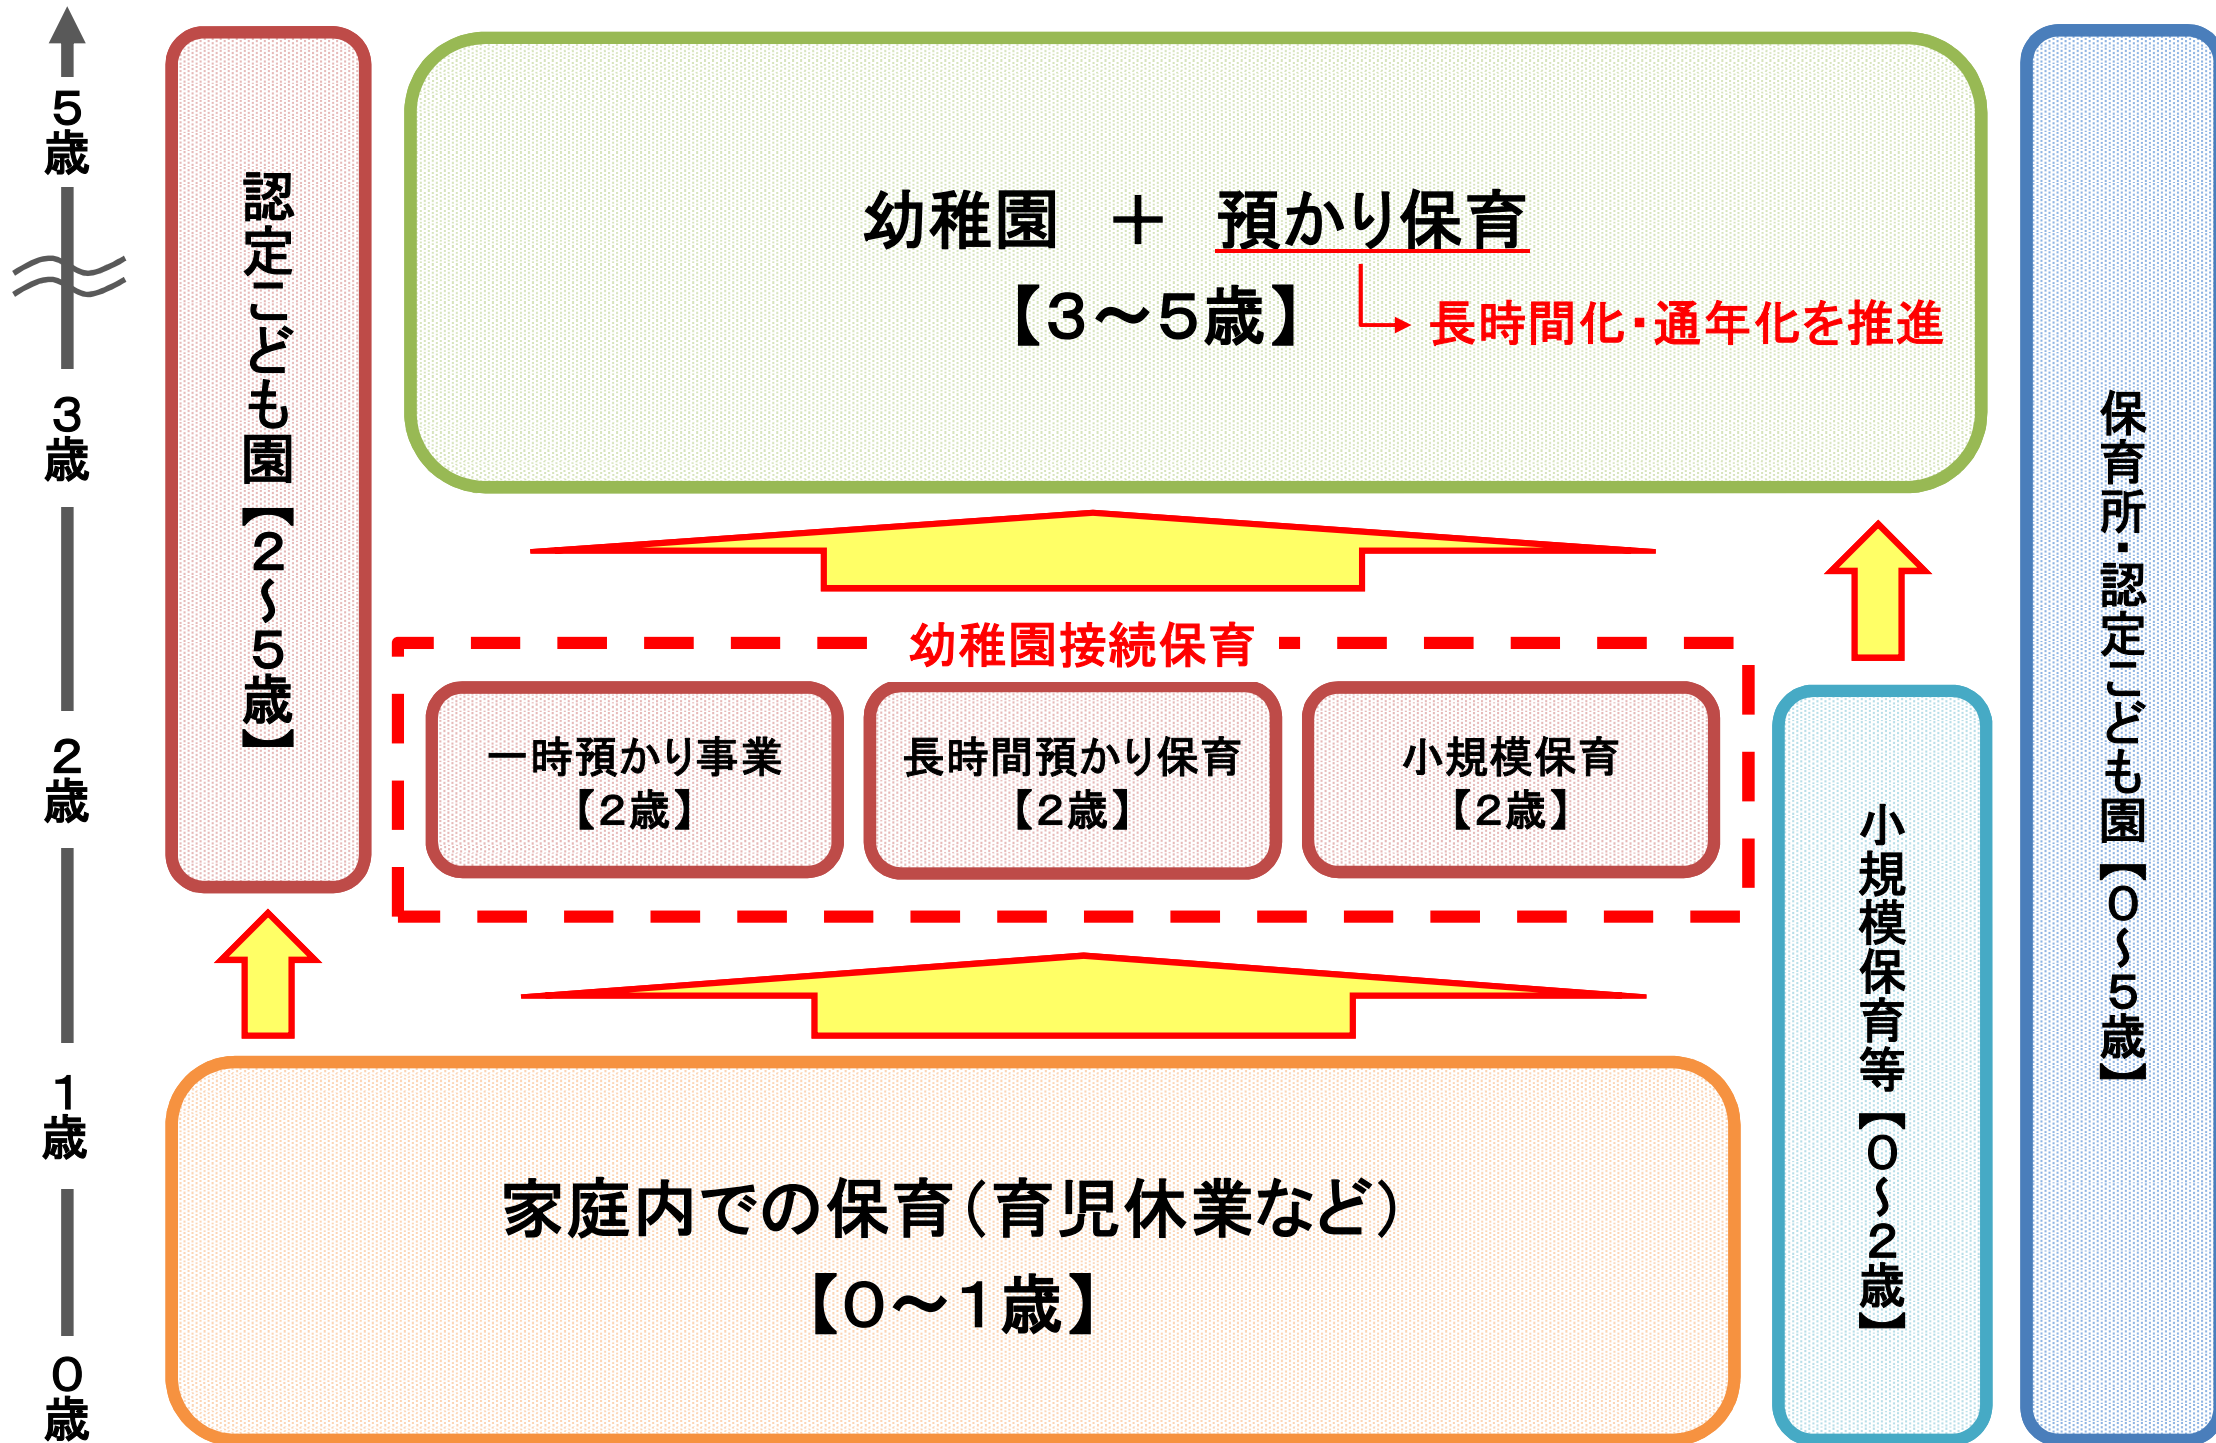 5歳
3歳
2歳
1歳
0歳
認定こども園【2～5歳】
幼稚園　＋　預かり保育
【3～5歳】
長時間化・通年化を推進
幼稚園接続保育
一時預かり事業
【2歳】
長時間預かり保育
【2歳】
小規模保育
【2歳】
家庭内での保育（育児休業など）
【0～1歳】
小規模保育等【0～2歳】
保育所・認定こども園【0～5歳】